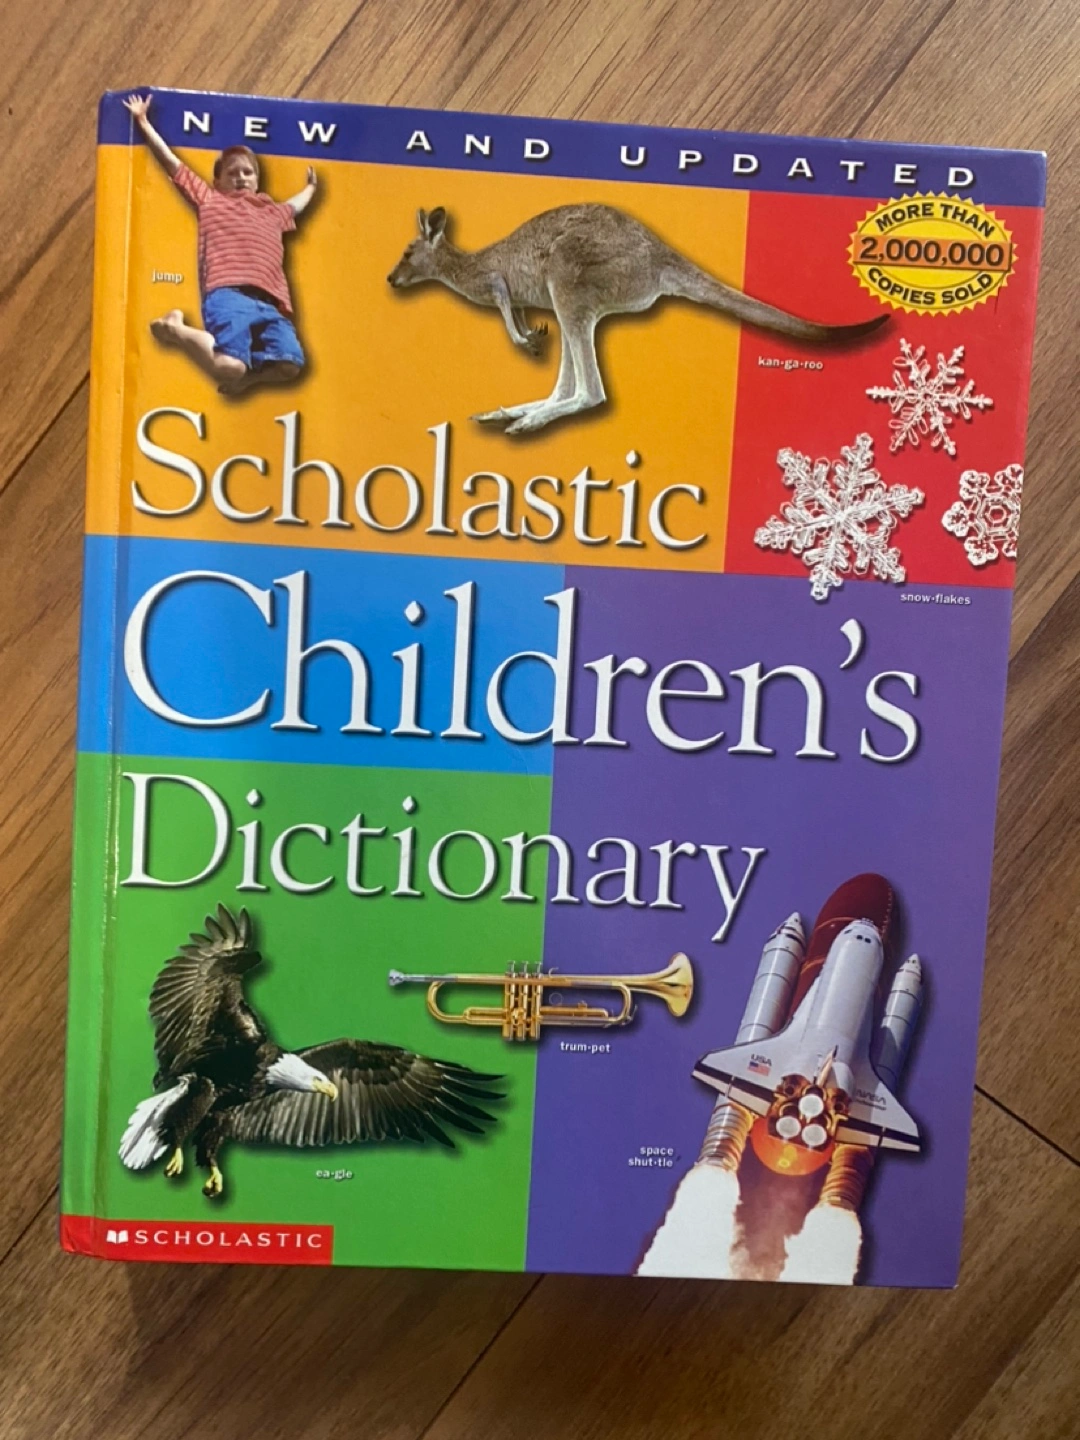 NEW AND UPDATED
MORE THAN
2,000,000
COPIES SOLD
jump
kan·ga·roo
Scholastic
snow·flakes
Children's
Dictionary
trum·pet
USA
NASA
space
shut·tle
ea·gle
SCHOLASTIC